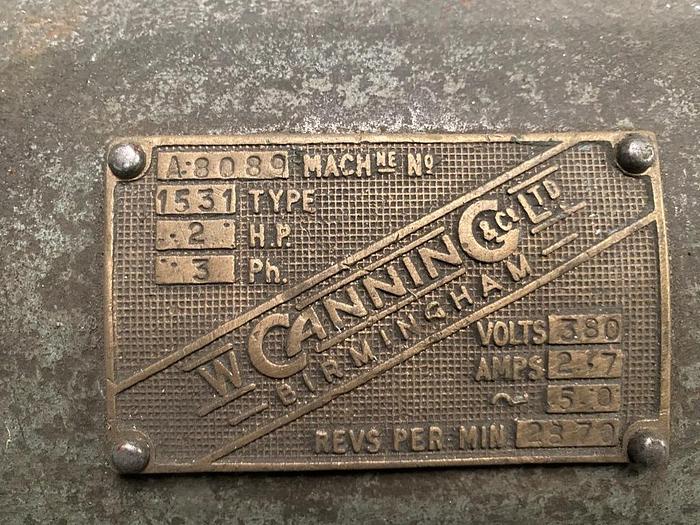 A:8089 MACHNE No
1531 TYPE
2 H.P.
3 Ph.
W CANNING & Co LTD
BIRMINGHAM
VOLTS 380
AMPS 2·7
~ 50
REVS PER MIN 2870